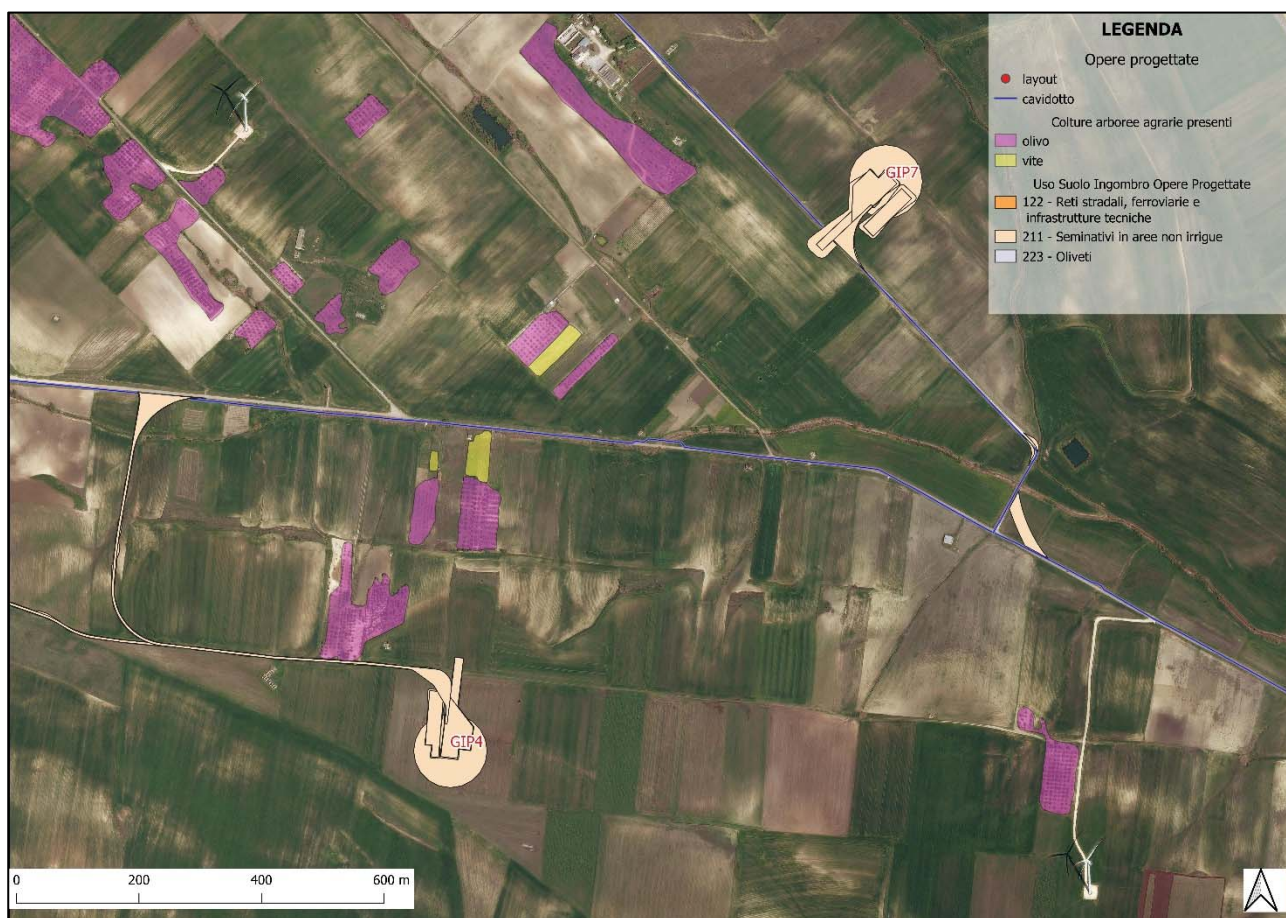 LEGENDA
Opere progettate
layout
cavidotto
Colture arboree agrarie presenti
olivo
vite
Uso Suolo Ingombro Opere Progettate
122 - Reti stradali, ferroviarie e
infrastrutture tecniche
211 - Seminativi in aree non irrigue
223 - Oliveti
GIP7
GIP4
0 200 400 600 m